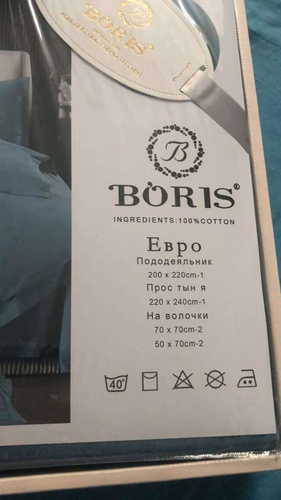 BORIS
B
BORIS®
INGREDIENTS:100%COTTON
Евро
Пододеяльник
200 x 220cm-1
Прос тын я
220 x 240cm-1
На волочки
70 x 70cm-2
50 x 70cm-2
40°